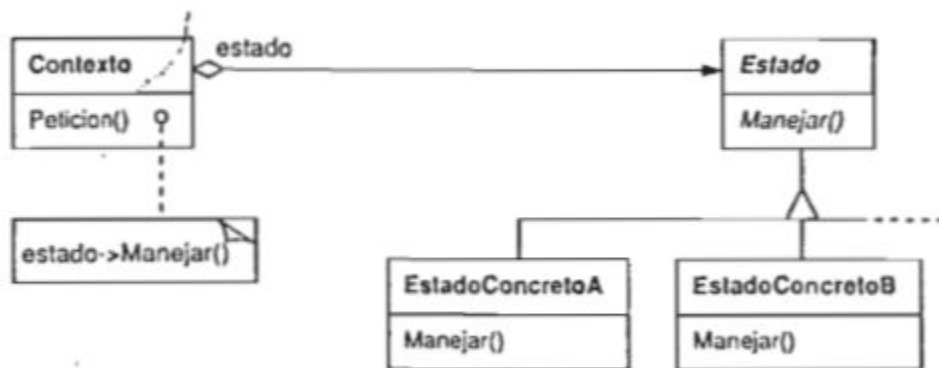 Contexto
estado
Estado
Peticion()
Manejar()
estado->Manejar()
EstadoConcretoA
EstadoConcretoB
Manejar()
Manejar()